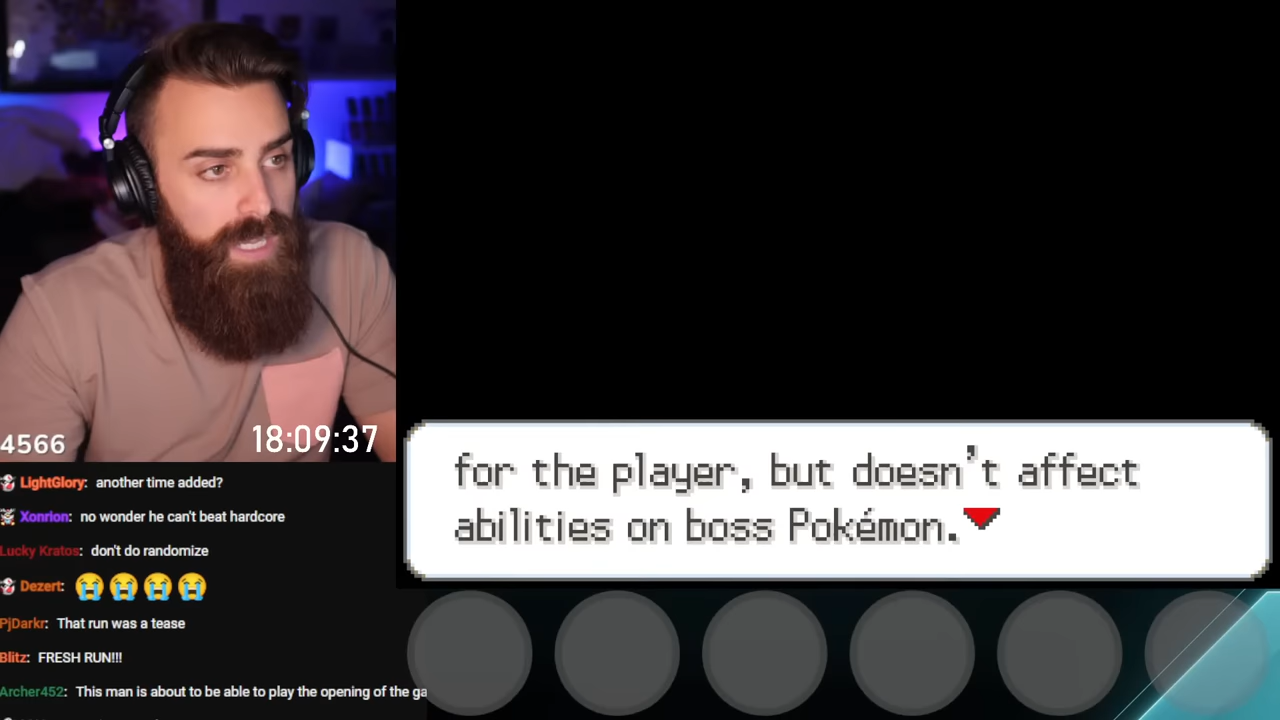 4566
18:09:37
LightGlory: another time added?
Xonrion: no wonder he can't beat hardcore
Lucky Kratos: don't do randomize
Dezert: 😭😭😭😭
PjDarkr: That run was a tease
Blitz: FRESH RUN!!!
Archer452: This man is about to be able to play the opening of the ga
for the player, but doesn't affect
abilities on boss Pokémon.